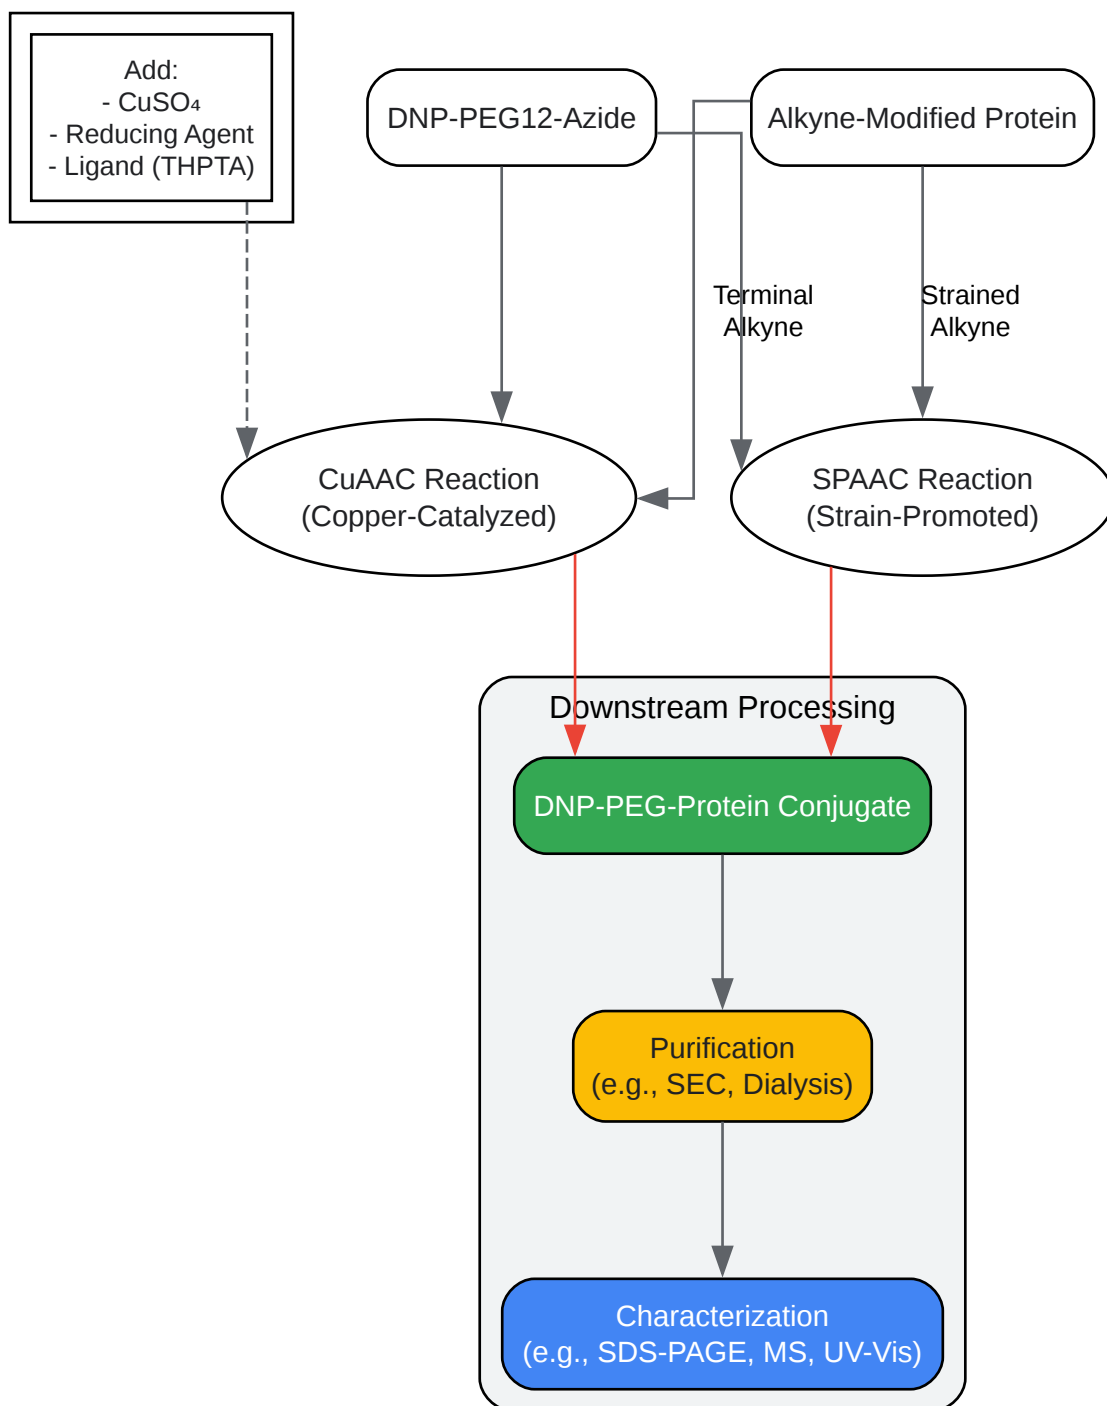 Add:
- CuSO₄
- Reducing Agent
- Ligand (THPTA)
DNP-PEG12-Azide
Alkyne-Modified Protein
Terminal
Alkyne
Strained
Alkyne
CuAAC Reaction
(Copper-Catalyzed)
SPAAC Reaction
(Strain-Promoted)
Downstream Processing
DNP-PEG-Protein Conjugate
Purification
(e.g., SEC, Dialysis)
Characterization
(e.g., SDS-PAGE, MS, UV-Vis)